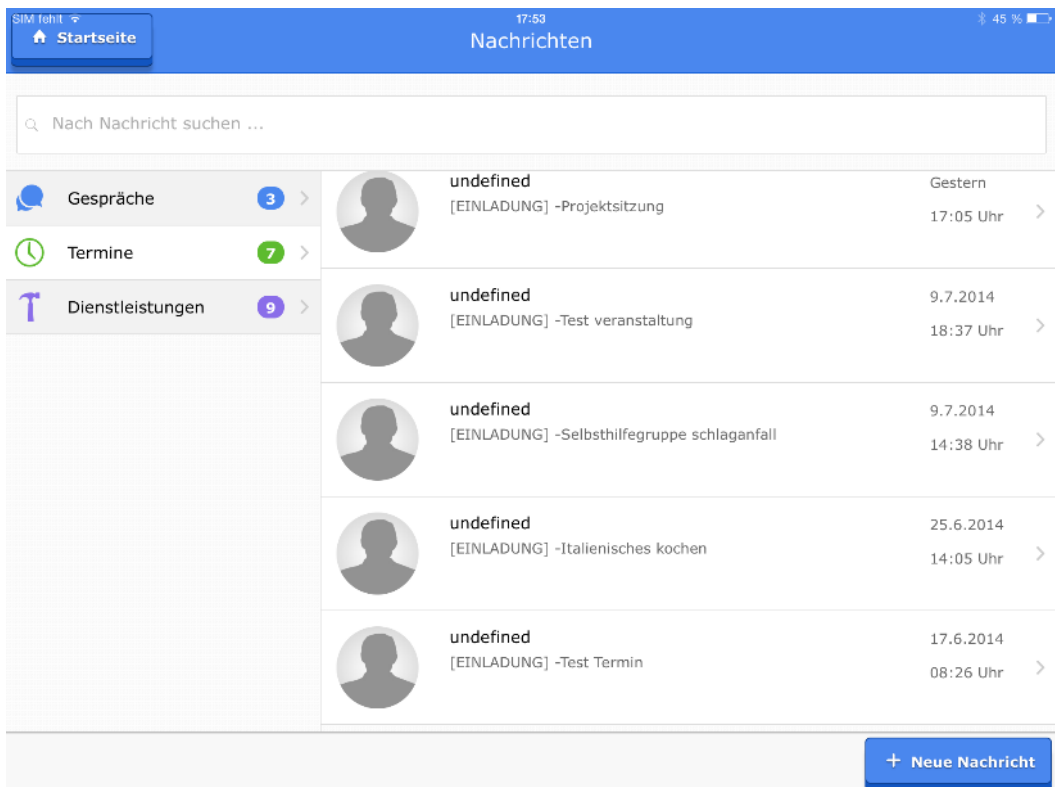 SIM fehlt
17:53
45 %
Startseite
Nachrichten
Nach Nachricht suchen ...
Gespräche
3
Termine
7
Dienstleistungen
9
undefined
Gestern
[EINLADUNG] -Projektsitzung
17:05 Uhr
undefined
9.7.2014
[EINLADUNG] -Test veranstaltung
18:37 Uhr
undefined
9.7.2014
[EINLADUNG] -Selbsthilfegruppe schlaganfall
14:38 Uhr
undefined
25.6.2014
[EINLADUNG] -Italienisches kochen
14:05 Uhr
undefined
17.6.2014
[EINLADUNG] -Test Termin
08:26 Uhr
+ Neue Nachricht